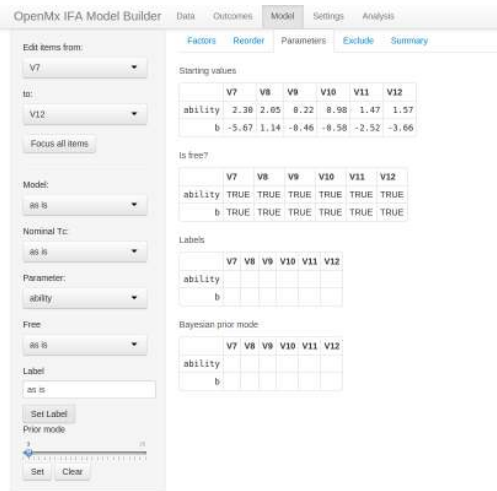 OpenMx IFA Model Builder Data Outcomes Model Settings Analysis
Edit items from:
V7
to:
V12
Focus all items
Model:
as is
Nominal Tc:
as is
Parameter:
ability
Free
as is
Label
as is
Set Label
Prior mode
Set Clear
Factors Reorder Parameters Exclude Summary
Starting values
V7 V8 V9 V10 V11 V12
ability 2.30 2.05 0.22 0.98 1.47 1.57
b -5.67 1.14 -0.46 -0.58 -2.52 -3.66
Is free?
V7 V8 V9 V10 V11 V12
ability TRUE TRUE TRUE TRUE TRUE TRUE
b TRUE TRUE TRUE TRUE TRUE TRUE
Labels
V7 V8 V9 V10 V11 V12
ability
b
Bayesian prior mode
V7 V8 V9 V10 V11 V12
ability
b